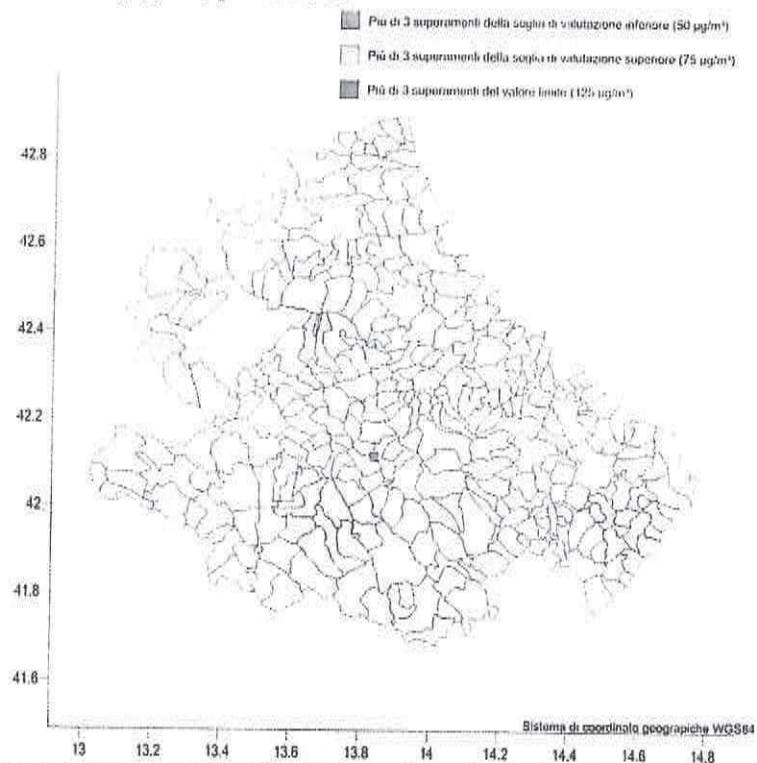 Più di 3 superamenti della soglia di valutazione inferiore (50 µg/m³)
Più di 3 superamenti della soglia di valutazione superiore (75 µg/m³)
Più di 3 superamenti del valore limite (125 µg/m³)
42.8
42.6
42.4
42.2
42
41.8
41.6
Sistema di coordinate geograpiche WGS84
13 13.2 13.4 13.6 13.8 14 14.2 14.4 14.6 14.8